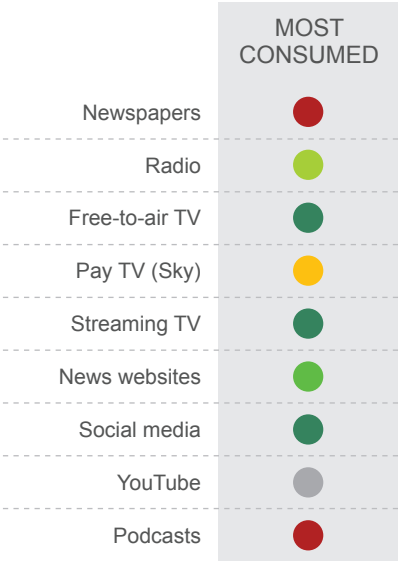 MOST
CONSUMED
Newspapers
Radio
Free-to-air TV
Pay TV (Sky)
Streaming TV
News websites
Social media
YouTube
Podcasts